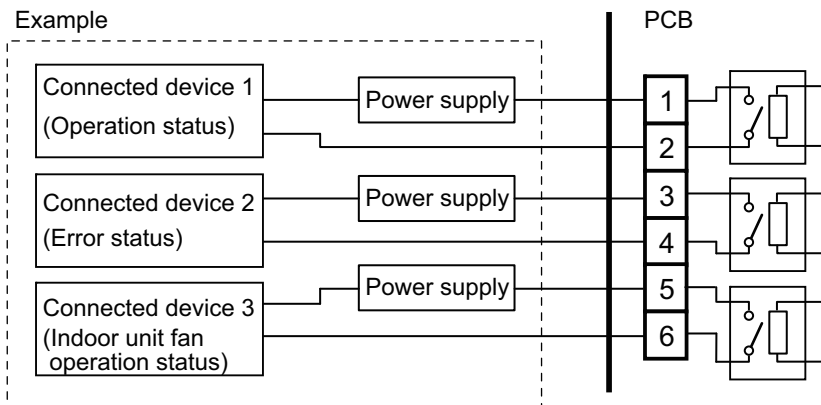 Example
PCB
Connected device 1
(Operation status)
Power supply
1
2
Connected device 2
(Error status)
Power supply
3
4
Connected device 3
(Indoor unit fan
operation status)
Power supply
5
6